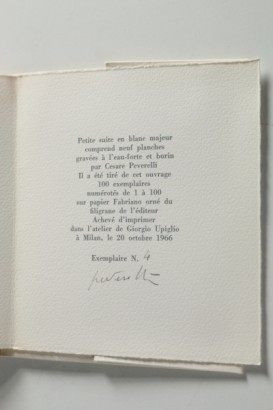 Petite suite en blanc majeur
comprend neuf planches
gravées à l'eau-forte et burin
par Cesare Peverelli
Il a été tiré de cet ouvrage
100 exemplaires
numérotés de 1 à 100
sur papier Fabriano orné du
filigrane de l'éditeur
Achevé d'imprimer
dans l'atelier de Giorgio Upiglio
à Milan, le 20 octobre 1966
Exemplaire N. 4